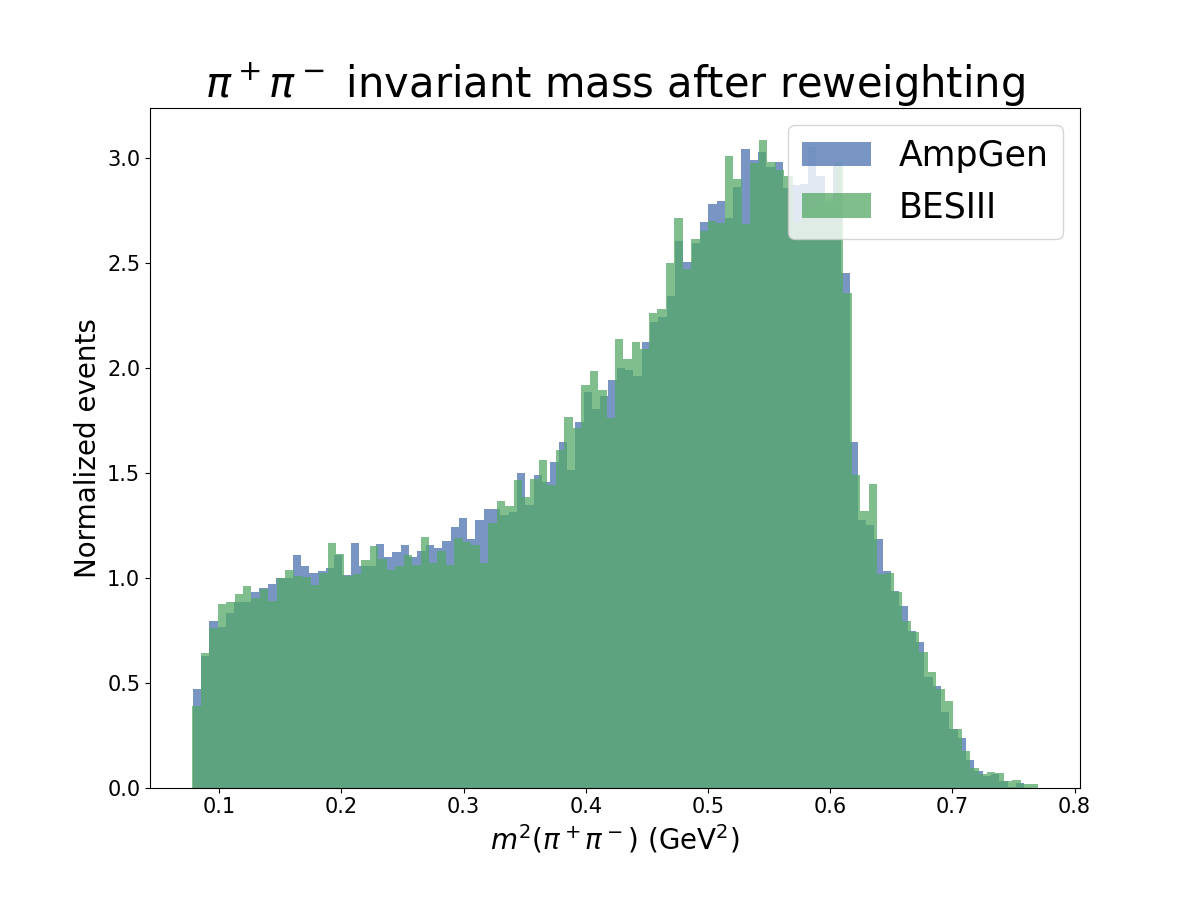 π⁺π⁻ invariant mass after reweighting
AmpGen
BESIII
3.0
2.5
2.0
1.5
1.0
0.5
0.0
Normalized events
0.1 0.2 0.3 0.4 0.5 0.6 0.7 0.8
m²(π⁺π⁻) (GeV²)